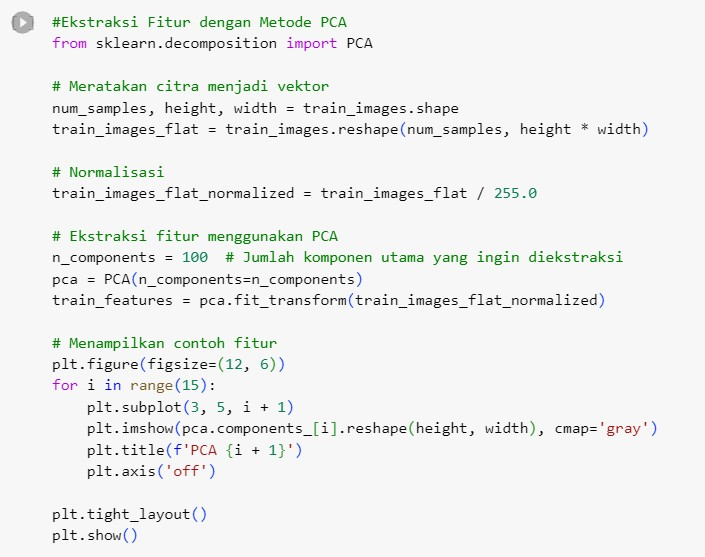 #Ekstraksi Fitur dengan Metode PCA
from sklearn.decomposition import PCA
# Meratakan citra menjadi vektor
num_samples, height, width = train_images.shape
train_images_flat = train_images.reshape(num_samples, height * width)
# Normalisasi
train_images_flat_normalized = train_images_flat / 255.0
# Ekstraksi fitur menggunakan PCA
n_components = 100  # Jumlah komponen utama yang ingin diekstraksi
pca = PCA(n_components=n_components)
train_features = pca.fit_transform(train_images_flat_normalized)
# Menampilkan contoh fitur
plt.figure(figsize=(12, 6))
for i in range(15):
    plt.subplot(3, 5, i + 1)
    plt.imshow(pca.components_[i].reshape(height, width), cmap='gray')
    plt.title(f'PCA {i + 1}')
    plt.axis('off')
plt.tight_layout()
plt.show()